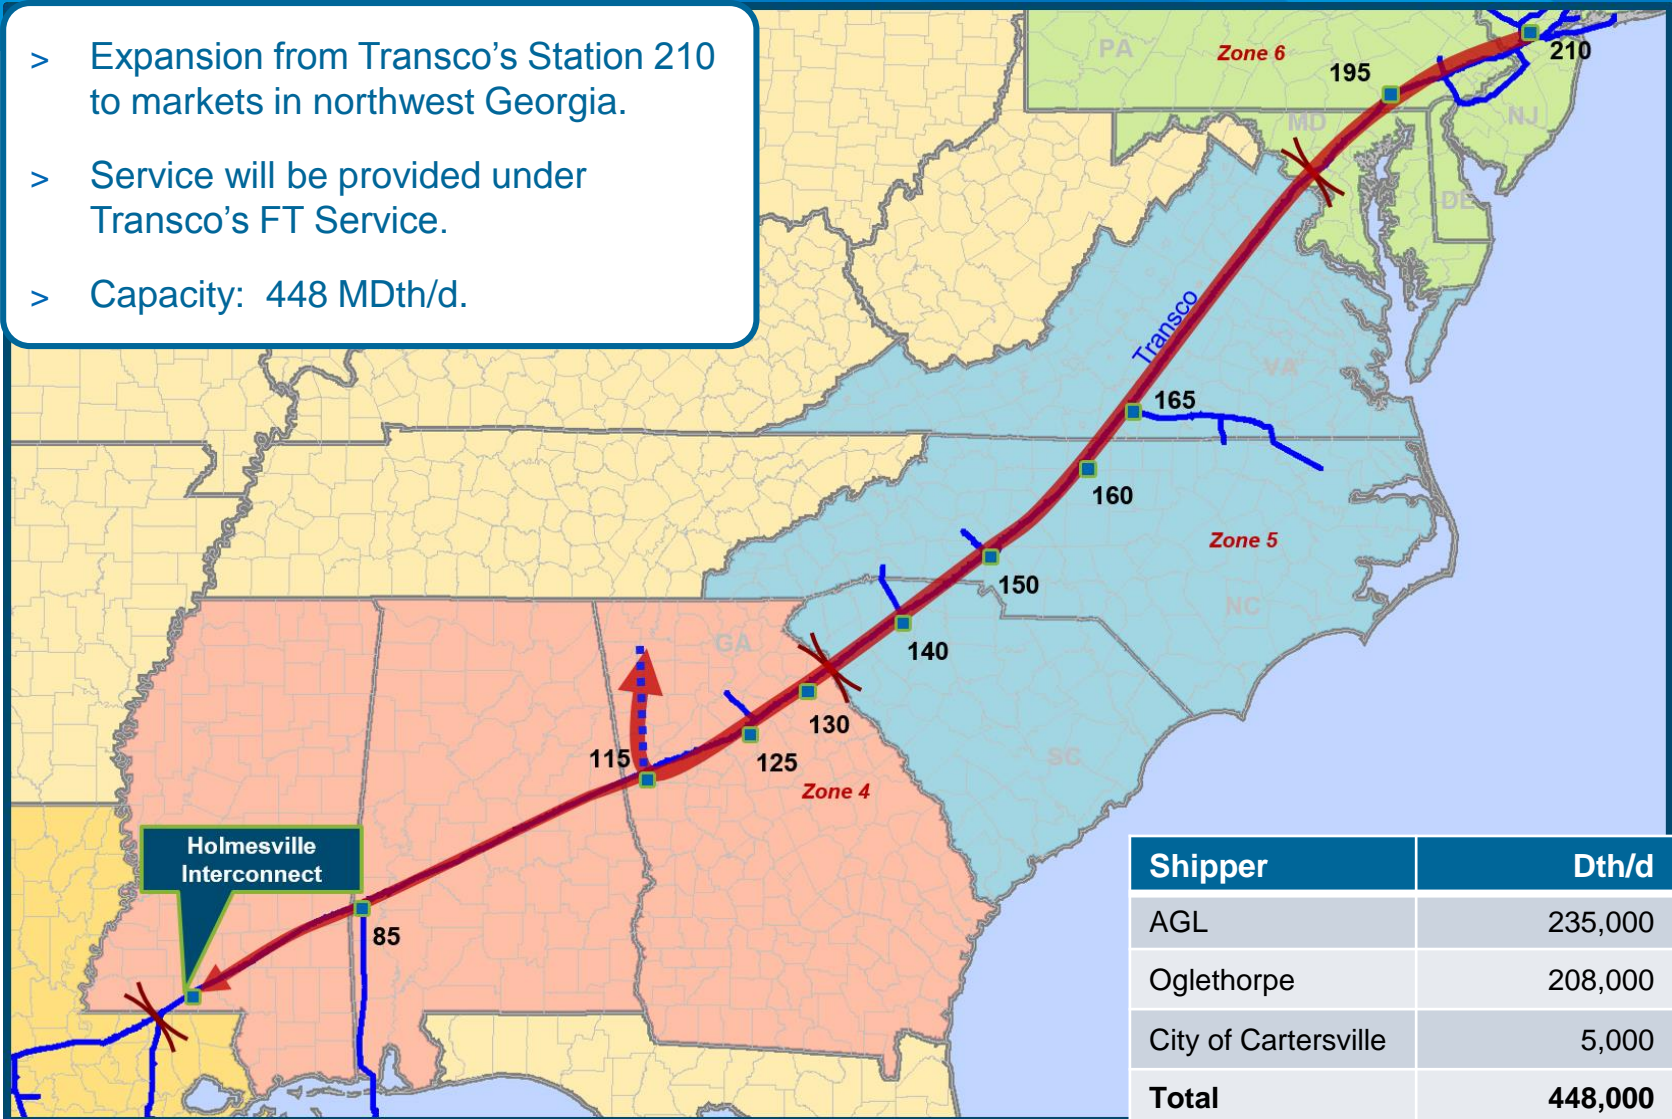 > Expansion from Transco's Station 210
to markets in northwest Georgia.
> Service will be provided under
Transco's FT Service.
> Capacity: 448 MDth/d.
PA
Zone 6
195
210
MD
NJ
DE
Transco
VA
165
160
Zone 5
150
NC
GA
140
130
115
125
SC
Zone 4
Holmesville
Interconnect
85
Shipper Dth/d
AGL 235,000
Oglethorpe 208,000
City of Cartersville 5,000
Total 448,000